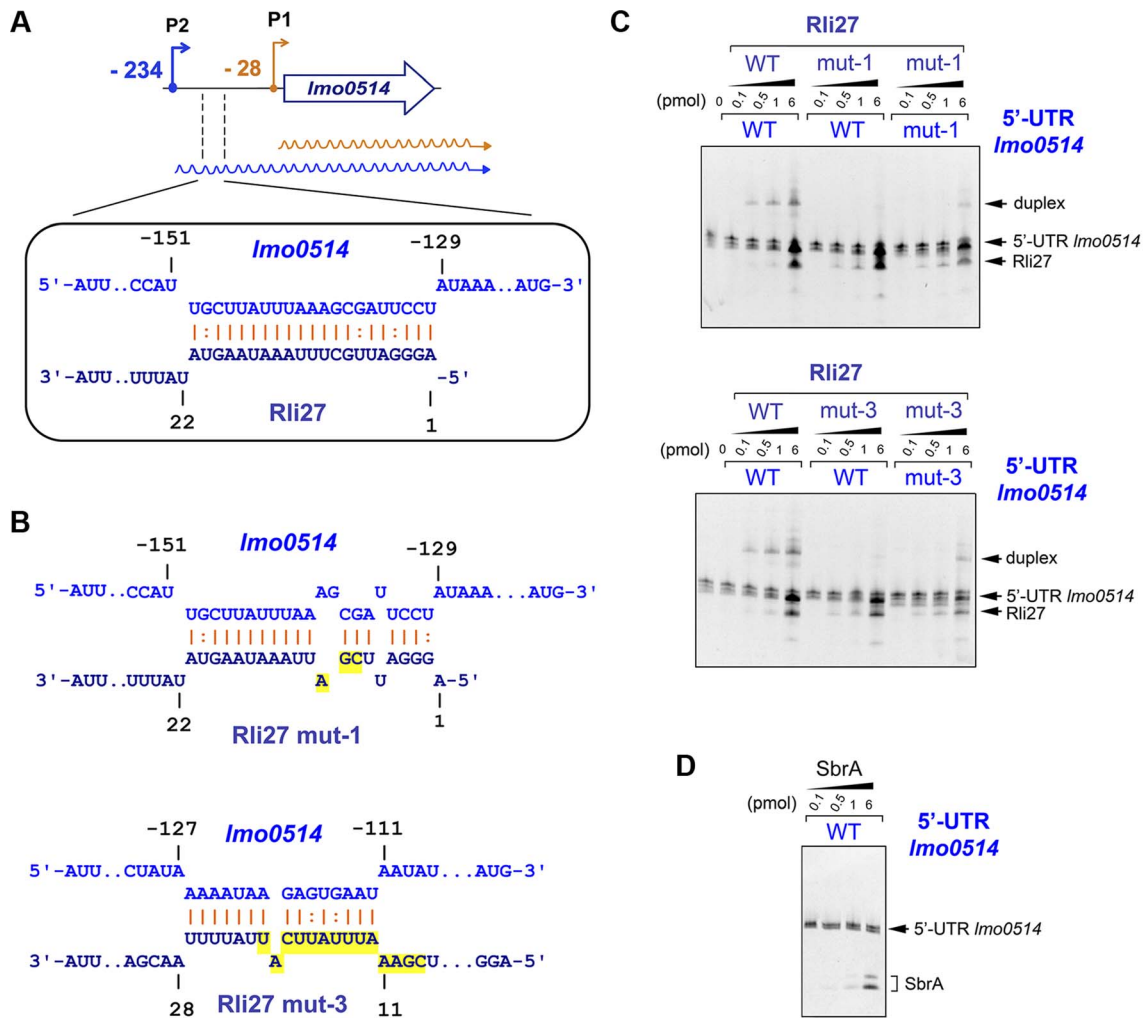 A
P2
P1
- 234
- 28
lmo0514
-151
lmo0514
-129
5'-AUU..CCAU
AUAAA..AUG-3'
UGCUUAUUUAAAGCGAUUCCU
AUGAAUAAAUUUCGUUAGGGA
3'-AUU..UUUAU
-5'
22
Rli27
1
B
-151
lmo0514
-129
5'-AUU..CCAU
AG
U
AUAAA...AUG-3'
UGCUUAUUUAA
CGA
UCCU
AUGAAUAAAUU
GCU
AGGG
3'-AUU..UUUAU
A
U
A-5'
22
Rli27 mut-1
1
-127
lmo0514
-111
5'-AUU..CUAUA
AAUAU...AUG-3'
AAAAUAA
GAGUGAAU
UUUUAUU
CUUAUUUA
3'-AUU..AGCAA
A
AAGCU...GGA-5'
28
Rli27 mut-3
11
C
Rli27
WT
mut-1
mut-1
(pmol)
0
0.1
0.5
1
6
0.1
0.5
1
6
0.1
0.5
1
6
WT
WT
mut-1
5'-UTR
lmo0514
duplex
5'-UTR lmo0514
Rli27
Rli27
WT
mut-3
mut-3
(pmol)
0
0.1
0.5
1
6
0.1
0.5
1
6
0.1
0.5
1
6
WT
WT
mut-3
5'-UTR
lmo0514
duplex
5'-UTR lmo0514
Rli27
D
SbrA
(pmol)
0.1
0.5
1
6
WT
5'-UTR
lmo0514
5'-UTR lmo0514
SbrA